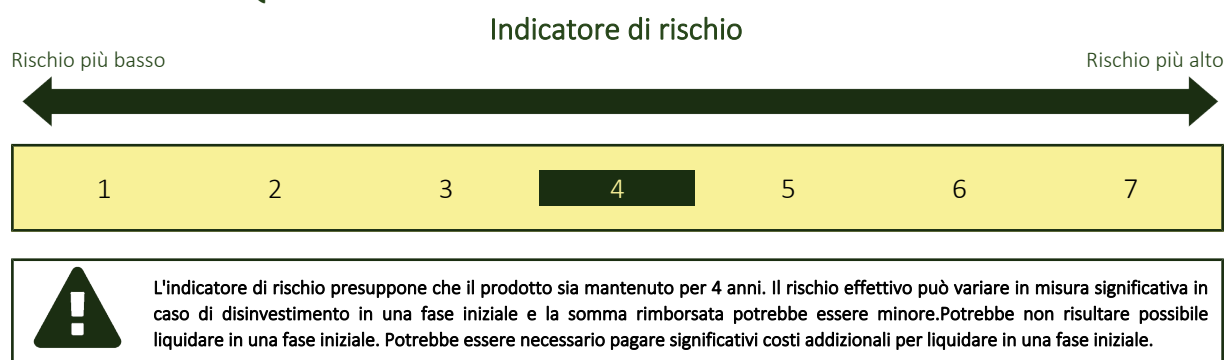 Indicatore di rischio
Rischio più basso Rischio più alto
1 2 3 4 5 6 7
L'indicatore di rischio presuppone che il prodotto sia mantenuto per 4 anni. Il rischio effettivo può variare in misura significativa in
caso di disinvestimento in una fase iniziale e la somma rimborsata potrebbe essere minore.Potrebbe non risultare possibile
liquidare in una fase iniziale. Potrebbe essere necessario pagare significativi costi addizionali per liquidare in una fase iniziale.